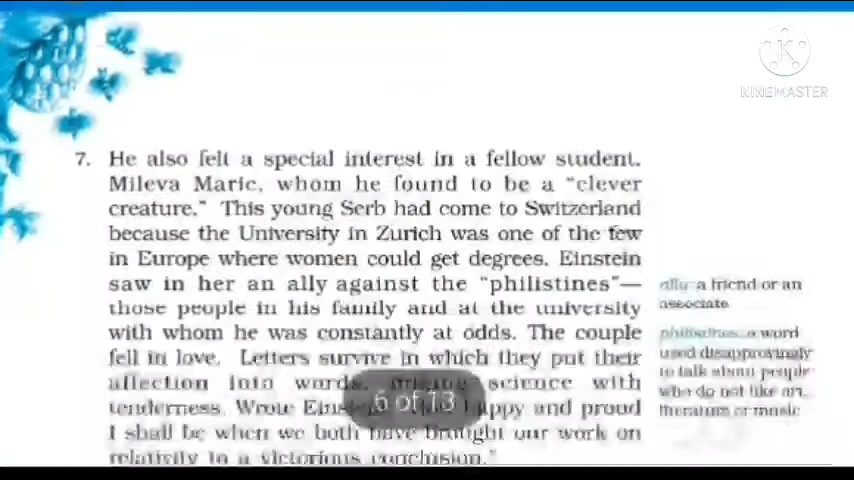 KINEMASTER
7. He also felt a special interest in a fellow student,
Mileva Maric, whom he found to be a “clever
creature.” This young Serb had come to Switzerland
because the University in Zurich was one of the few
in Europe where women could get degrees. Einstein
saw in her an ally against the “philistines”—
those people in his family and at the university
with whom he was constantly at odds. The couple
fell in love. Letters survive in which they put their
affection into words, mixing science with
tenderness. Wrote happy and proud
I shall be when we both have brought our work on
relativity to a victorious conclusion.”
6 of 13
ally- a friend or an
associate
philistines- a word
used disapprovingly
to talk about people
who do not like art,
literature or music